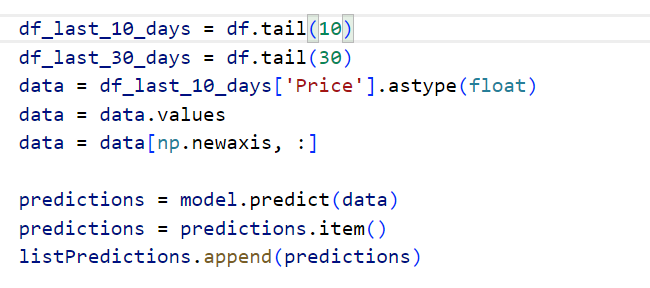 df_last_10_days = df.tail(10)
df_last_30_days = df.tail(30)
data = df_last_10_days['Price'].astype(float)
data = data.values
data = data[np.newaxis, :]
predictions = model.predict(data)
predictions = predictions.item()
listPredictions.append(predictions)